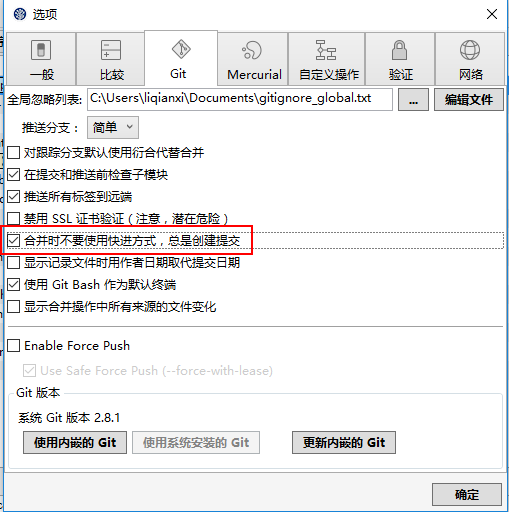 选项
一般
比较
Git
Mercurial
自定义操作
验证
网络
全局忽略列表: C:\Users\liqianxi\Documents\gitignore_global.txt ... 编辑文件
推送分支： 简单
对跟踪分支默认使用衍合代替合并
在提交和推送前检查子模块
推送所有标签到远端
禁用 SSL 证书验证（注意，潜在危险）
合并时不要使用快进方式，总是创建提交
显示记录文件时用作者日期取代提交日期
使用 Git Bash 作为默认终端
显示合并操作中所有来源的文件变化
Enable Force Push
Use Safe Force Push (--force-with-lease)
Git 版本
系统 Git 版本 2.8.1
使用内嵌的 Git 使用系统安装的 Git 更新内嵌的 Git
确定